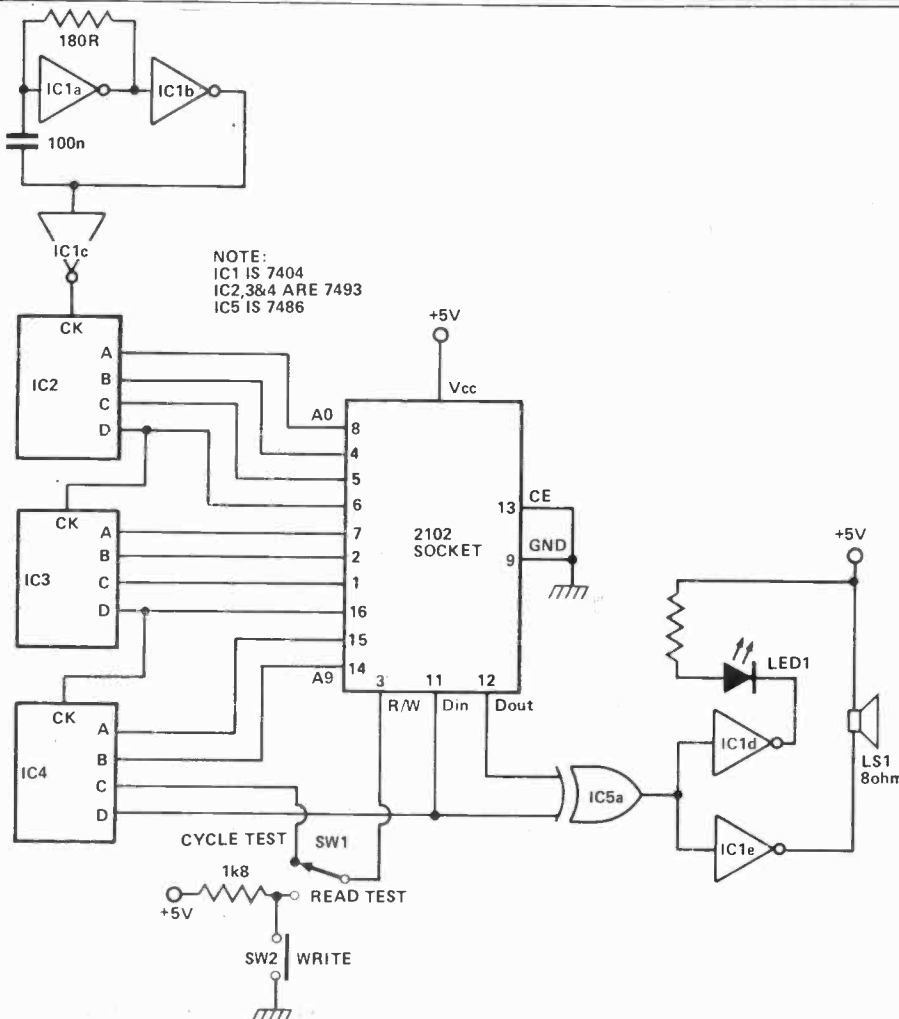 180R
IC1a
IC1b
100n
IC1c
NOTE:
IC1 IS 7404
IC2,3&4 ARE 7493
IC5 IS 7486
CK
A
B
C
D
IC2
+5V
Vcc
A0
8
4
5
6
7
2
1
16
15
14
A9
2102
SOCKET
13
CE
9
GND
3
11
12
R/W
Din
Dout
CK
A
B
C
D
IC3
CK
A
B
C
D
IC4
+5V
LED1
IC1d
LS1
8ohm
IC5a
IC1e
CYCLE TEST
SW1
READ TEST
1k8
+5V
SW2
WRITE